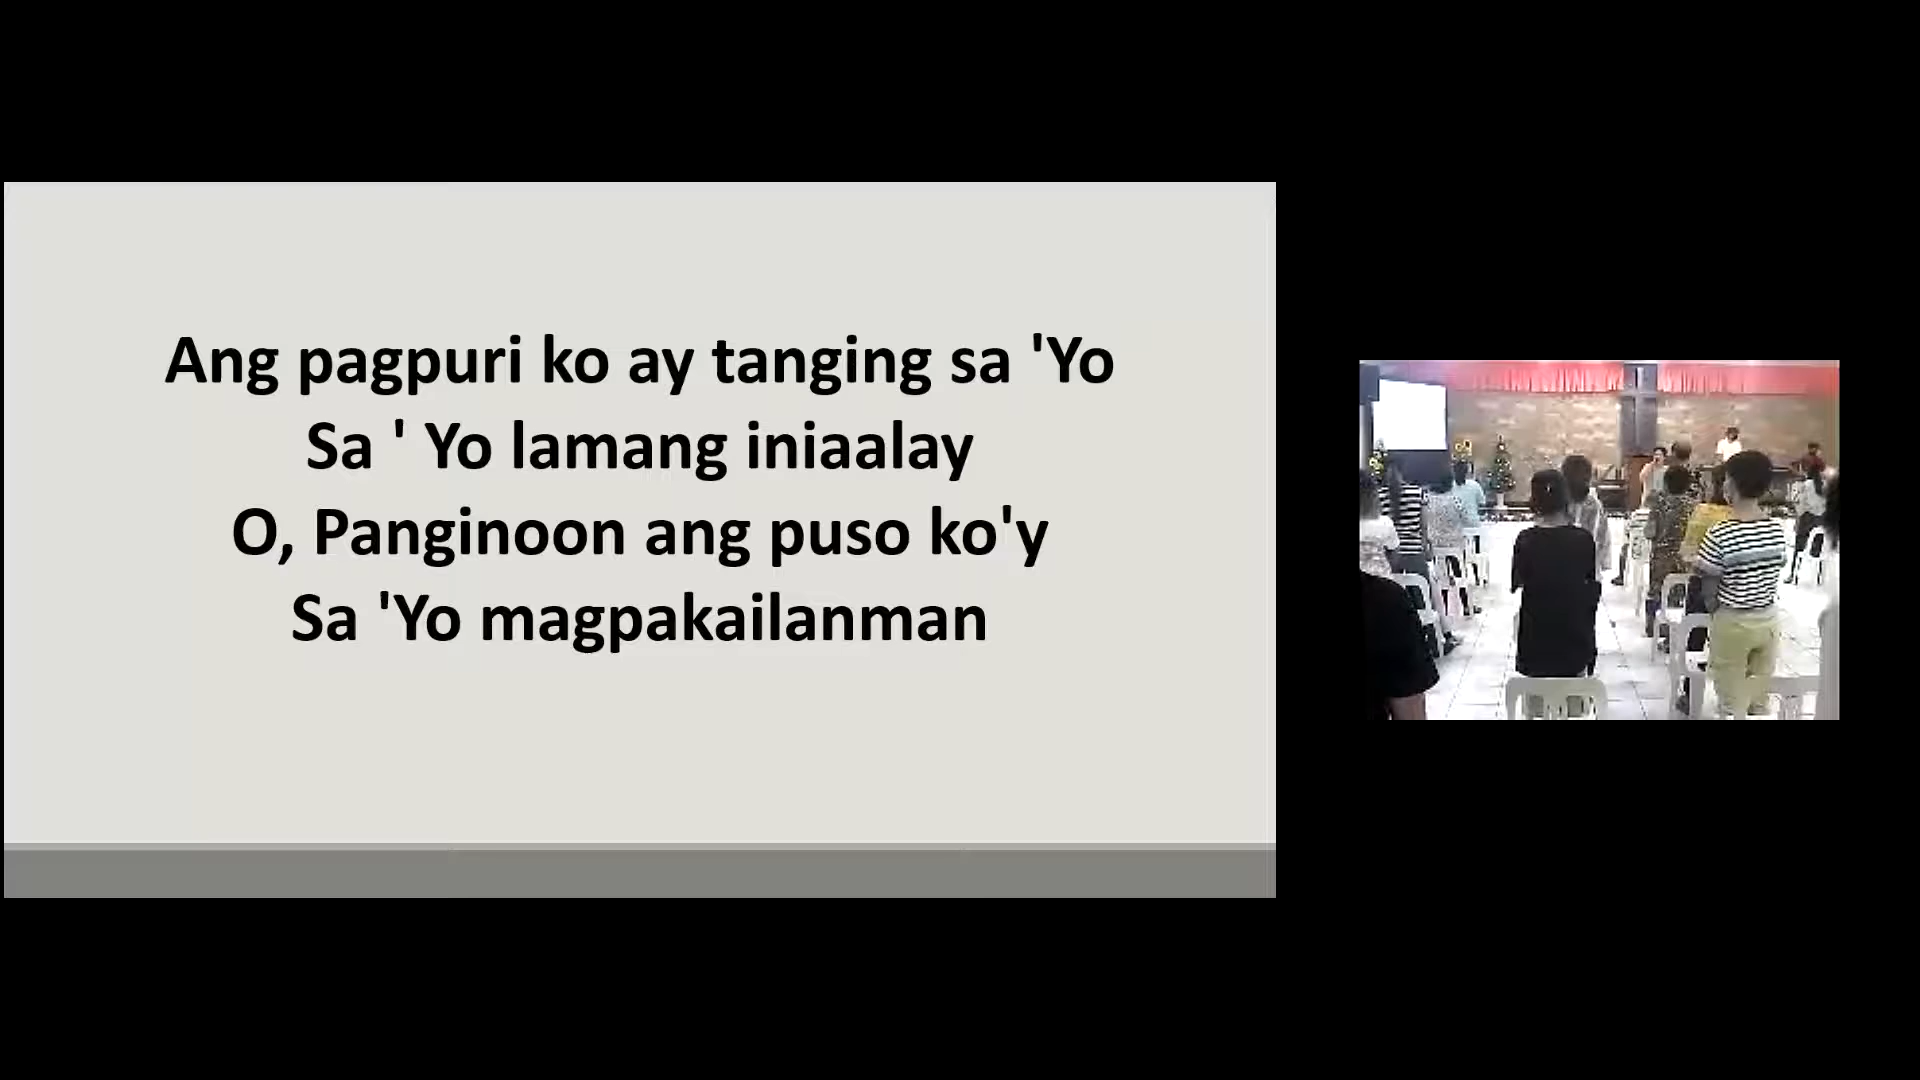 Ang pagpuri ko ay tanging sa 'Yo
Sa ' Yo lamang iniaalay
O, Panginoon ang puso ko'y
Sa 'Yo magpakailanman